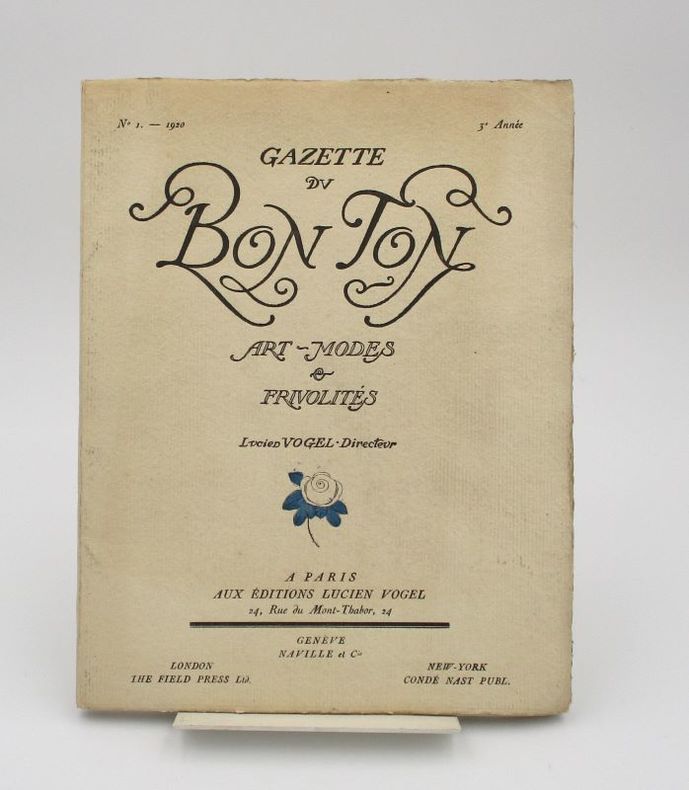 Nº 1. — 1920
3ᵉ Année
GAZETTE
DV
BON TON
ART - MODES
&
FRIVOLITÉS
Lvcien VOGEL · Directevr
A PARIS
AUX ÉDITIONS LUCIEN VOGEL
24, Rue du Mont-Thabor, 24
GENÈVE
NAVILLE et Cⁱᵉ
LONDON
THE FIELD PRESS Ltd.
NEW-YORK
CONDÉ NAST PUBL.